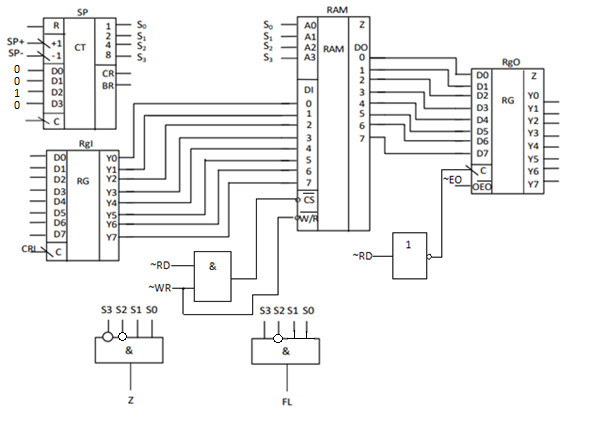 SP
R
CT
1
2
4
8
S0
S1
S2
S3
SP+
+1
SP-
-1
0 D0
0 D1
1 D2
0 D3
CR
BR
C
RgI
D0
D1
D2
D3
D4
D5
D6
D7
RG
Y0
Y1
Y2
Y3
Y4
Y5
Y6
Y7
CRI
C
RAM
S0 A0
S1 A1
S2 A2
S3 A3
RAM
Z
DO
0
1
2
3
4
5
6
7
DI
0
1
2
3
4
5
6
7
CS
W/R
RgO
D0
D1
D2
D3
D4
D5
D6
D7
RG
Z
Y0
Y1
Y2
Y3
Y4
Y5
Y6
Y7
C
~EO
OEO
~RD
~WR
&
~RD
1
S3 S2 S1 S0
&
Z
S3 S2 S1 S0
&
FL